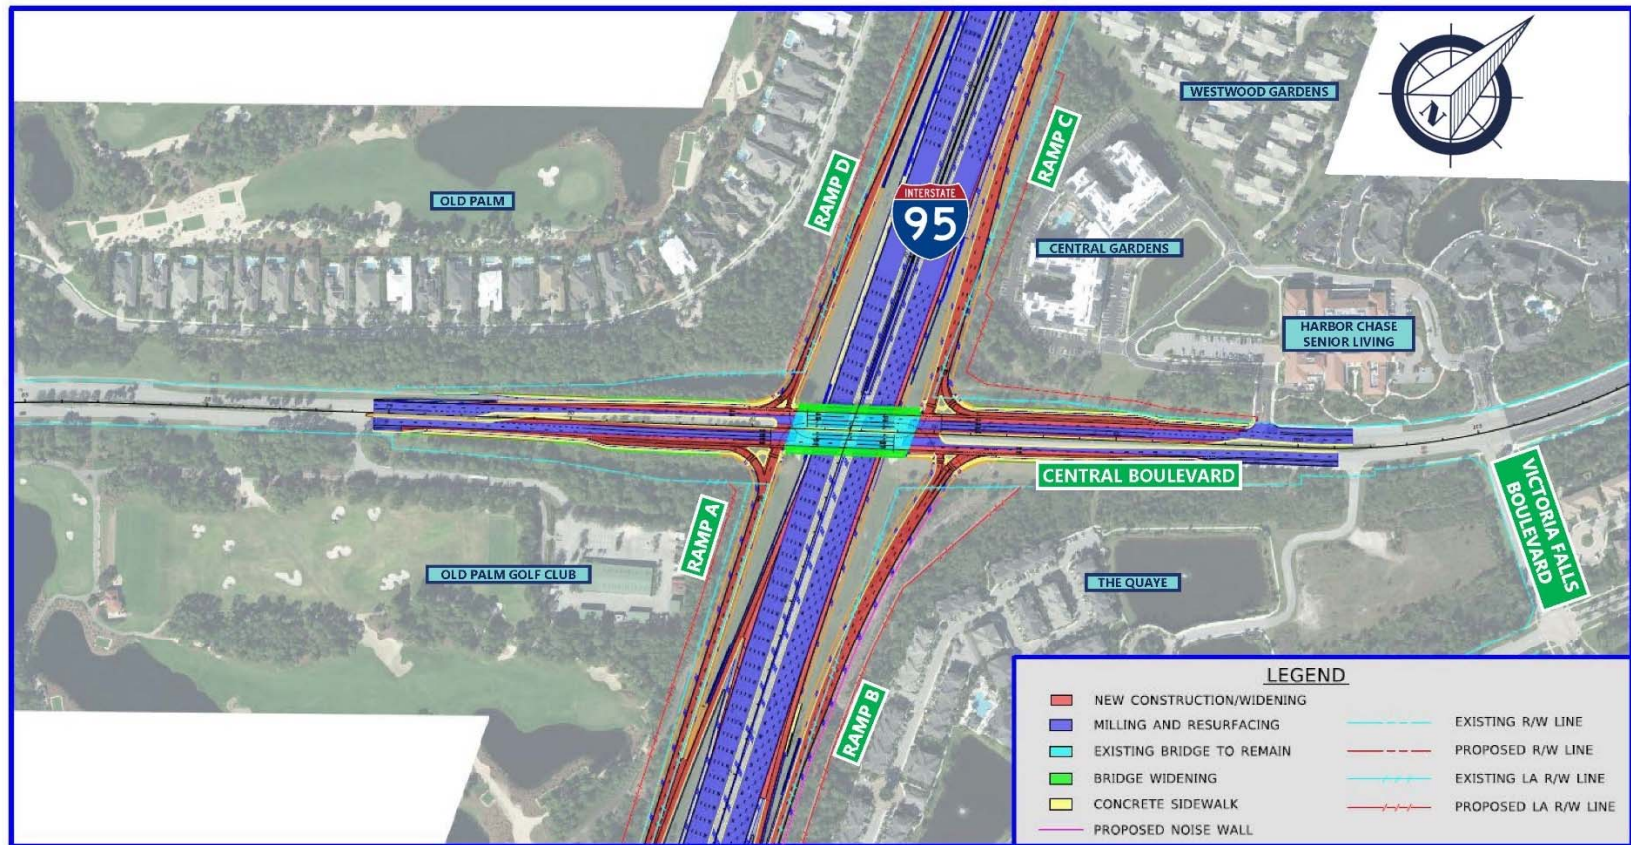 N
WESTWOOD GARDENS
RAMP C
RAMP D
INTERSTATE
95
OLD PALM
CENTRAL GARDENS
HARBOR CHASE
SENIOR LIVING
CENTRAL BOULEVARD
VICTORIA FALLS
BOULEVARD
RAMP A
OLD PALM GOLF CLUB
THE QUAYE
RAMP B
LEGEND
NEW CONSTRUCTION/WIDENING
MILLING AND RESURFACING
EXISTING BRIDGE TO REMAIN
BRIDGE WIDENING
CONCRETE SIDEWALK
PROPOSED NOISE WALL
EXISTING R/W LINE
PROPOSED R/W LINE
EXISTING LA R/W LINE
PROPOSED LA R/W LINE